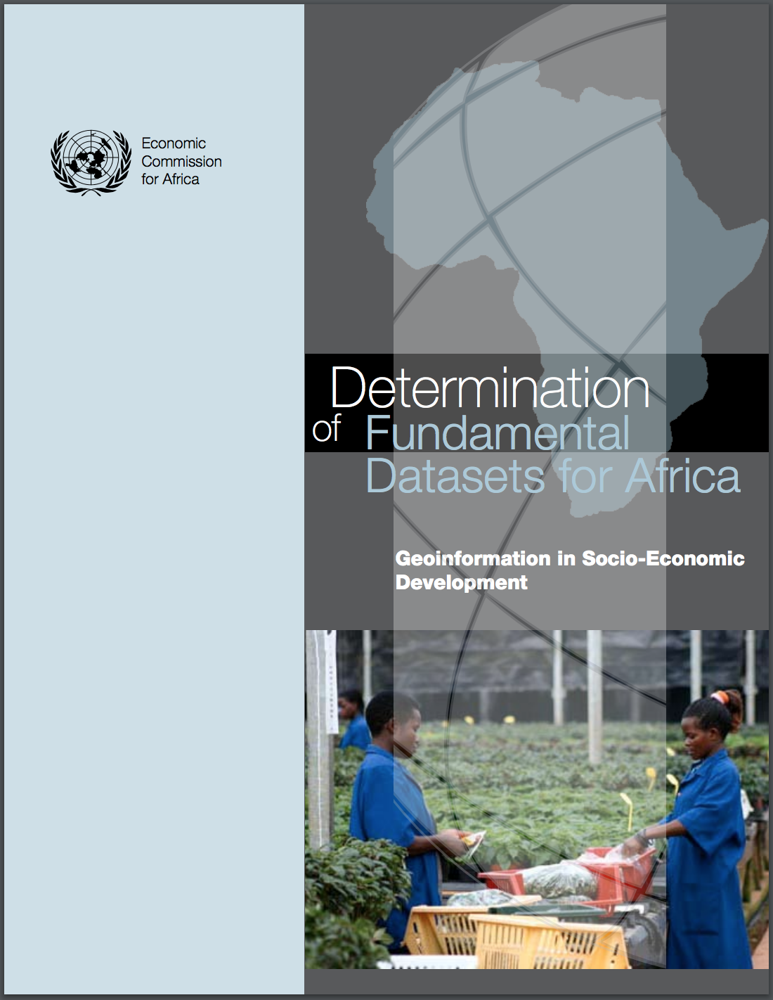 Economic
Commission
for Africa
Determination
of Fundamental
Datasets for Africa
Geoinformation in Socio-Economic
Development